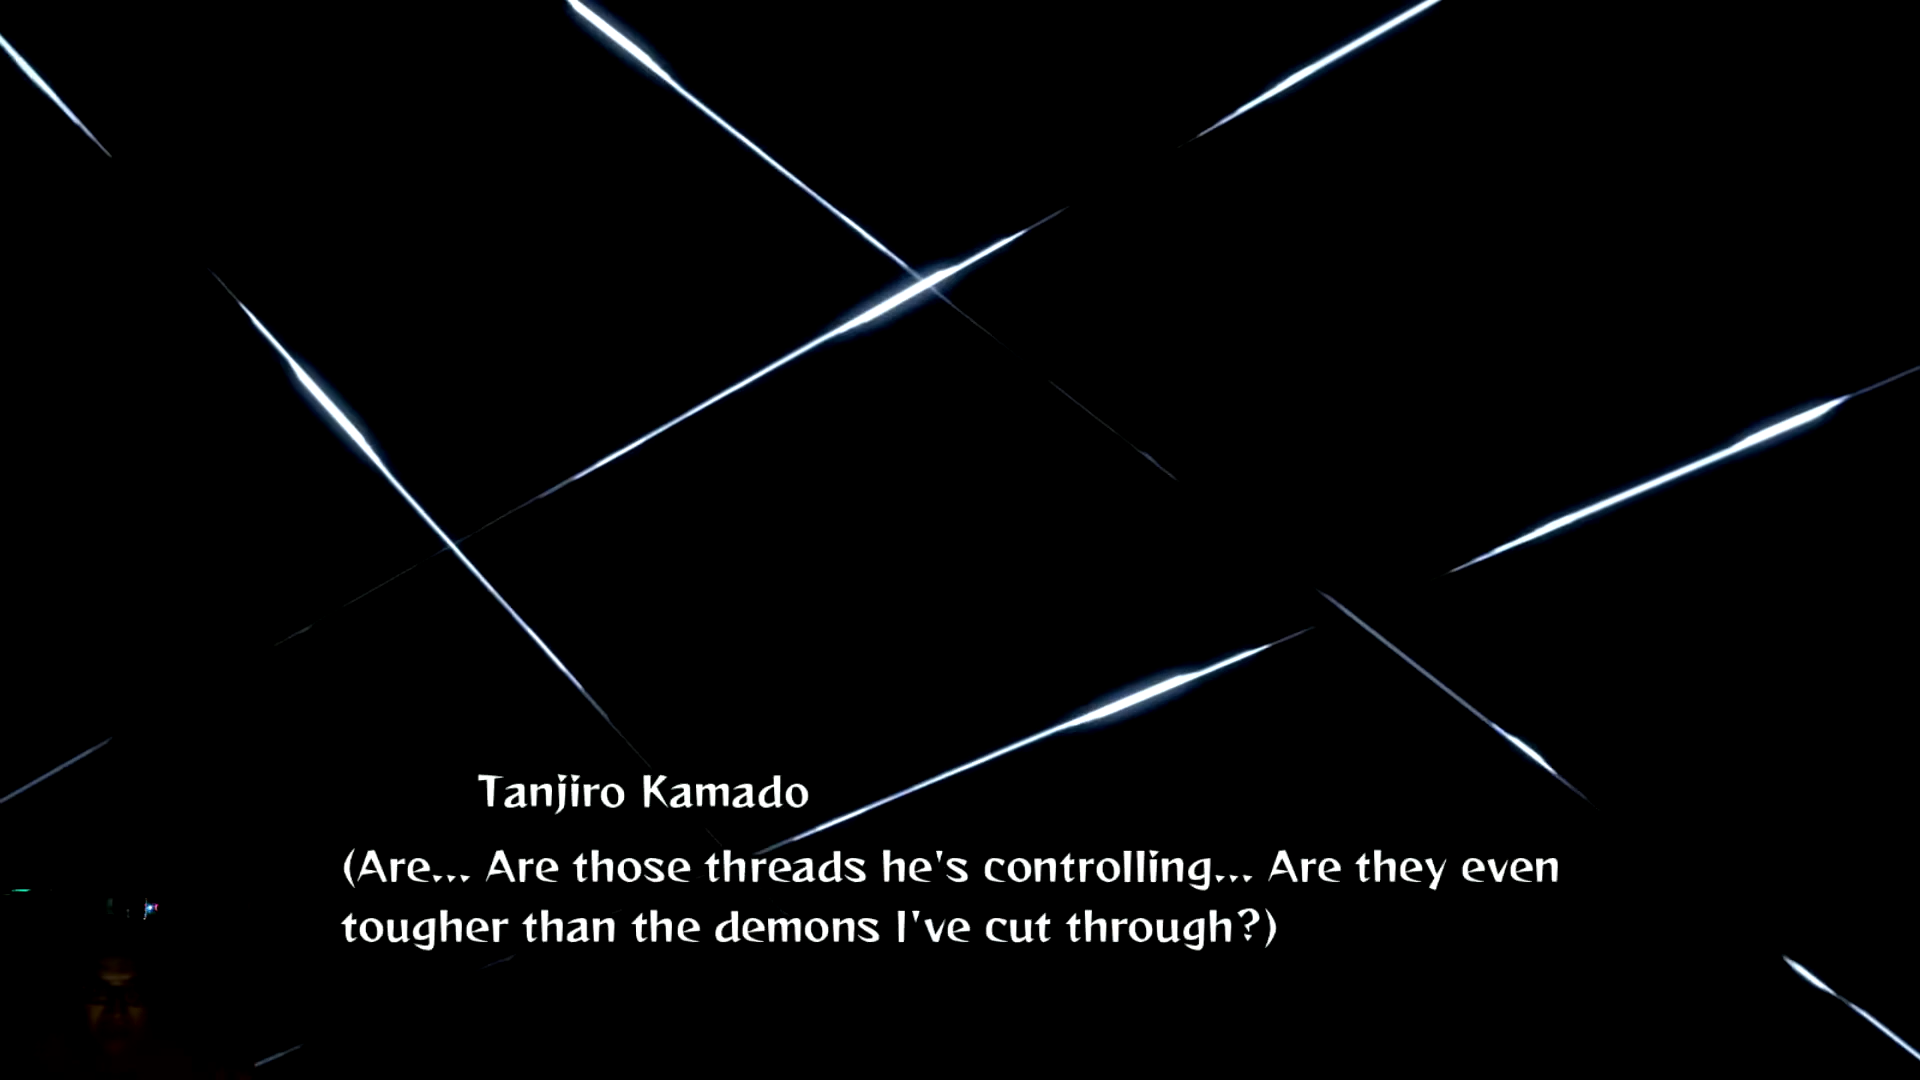 Tanjiro Kamado
(Are... Are those threads he's controlling... Are they even
tougher than the demons I've cut through?)